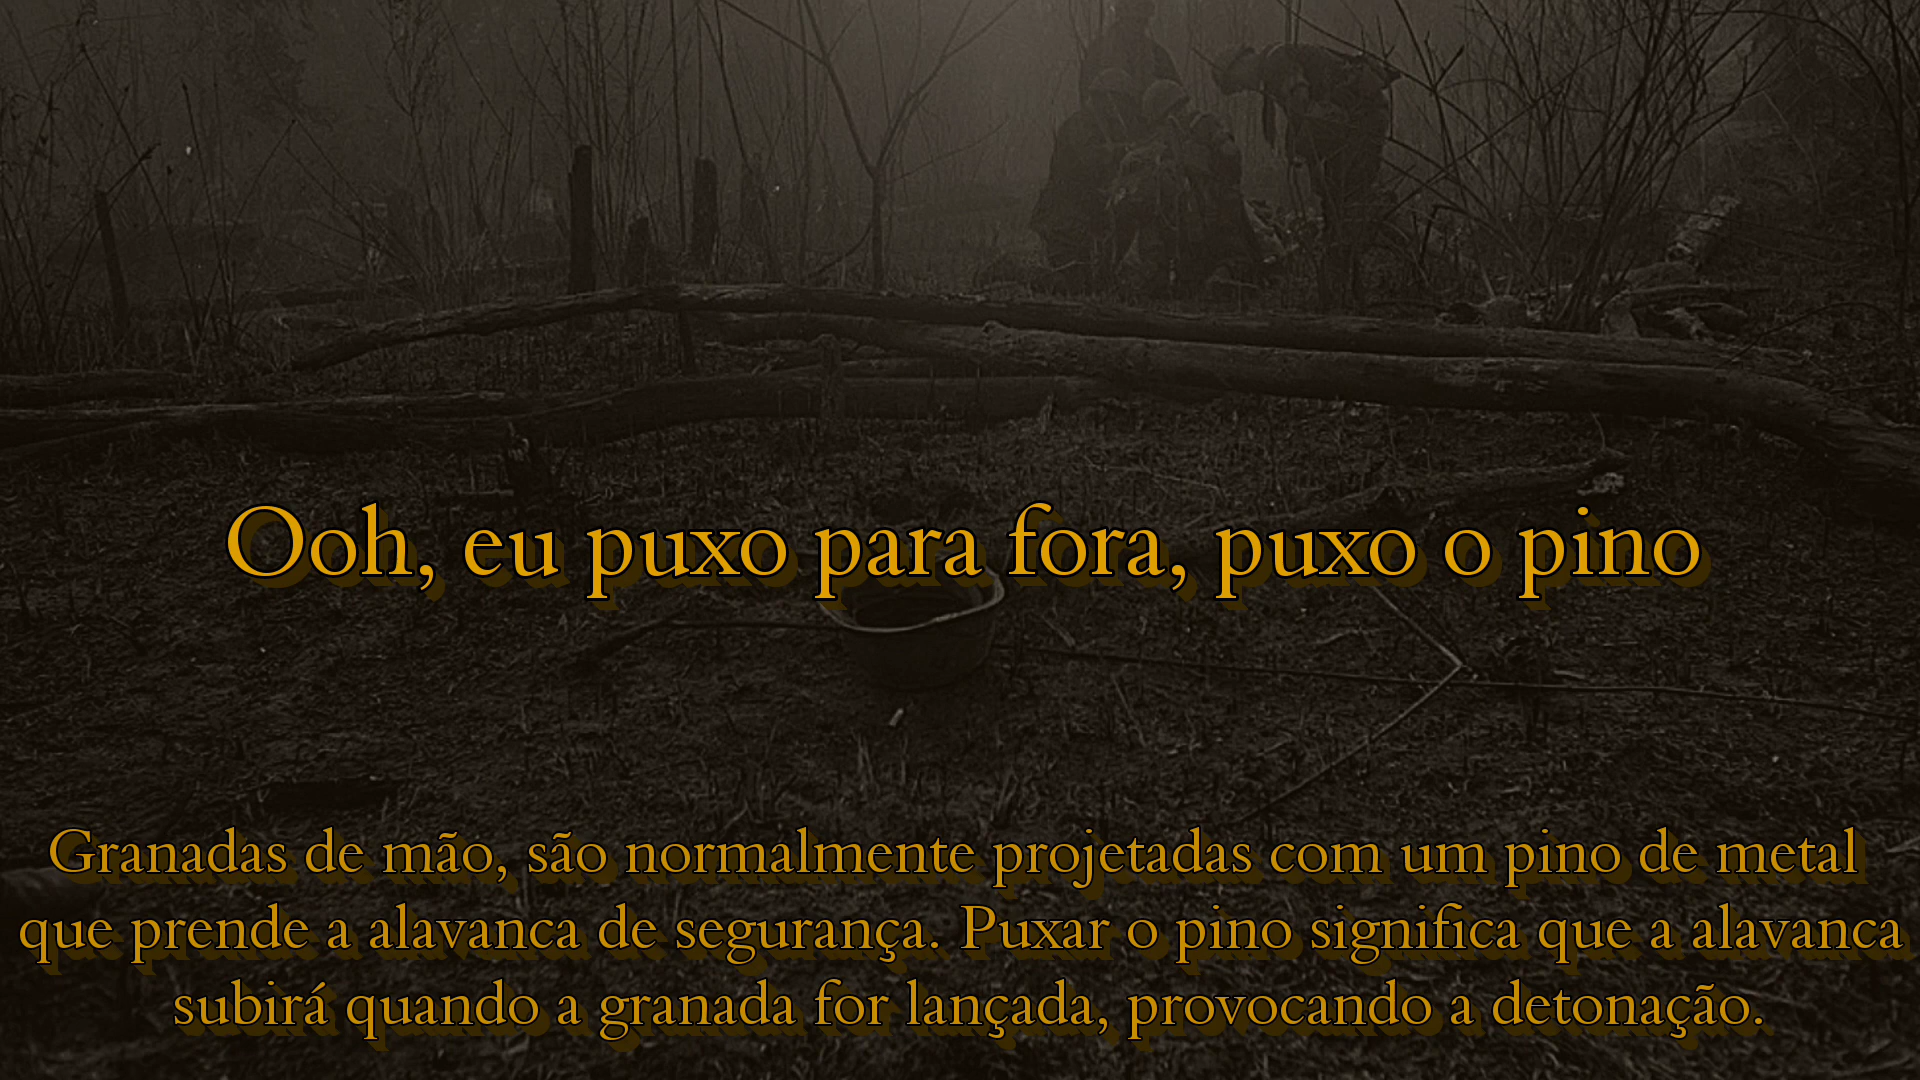 Ooh, eu puxo para fora, puxo o pino
Granadas de mão, são normalmente projetadas com um pino de metal
que prende a alavanca de segurança. Puxar o pino significa que a alavanca
subirá quando a granada for lançada, provocando a detonação.